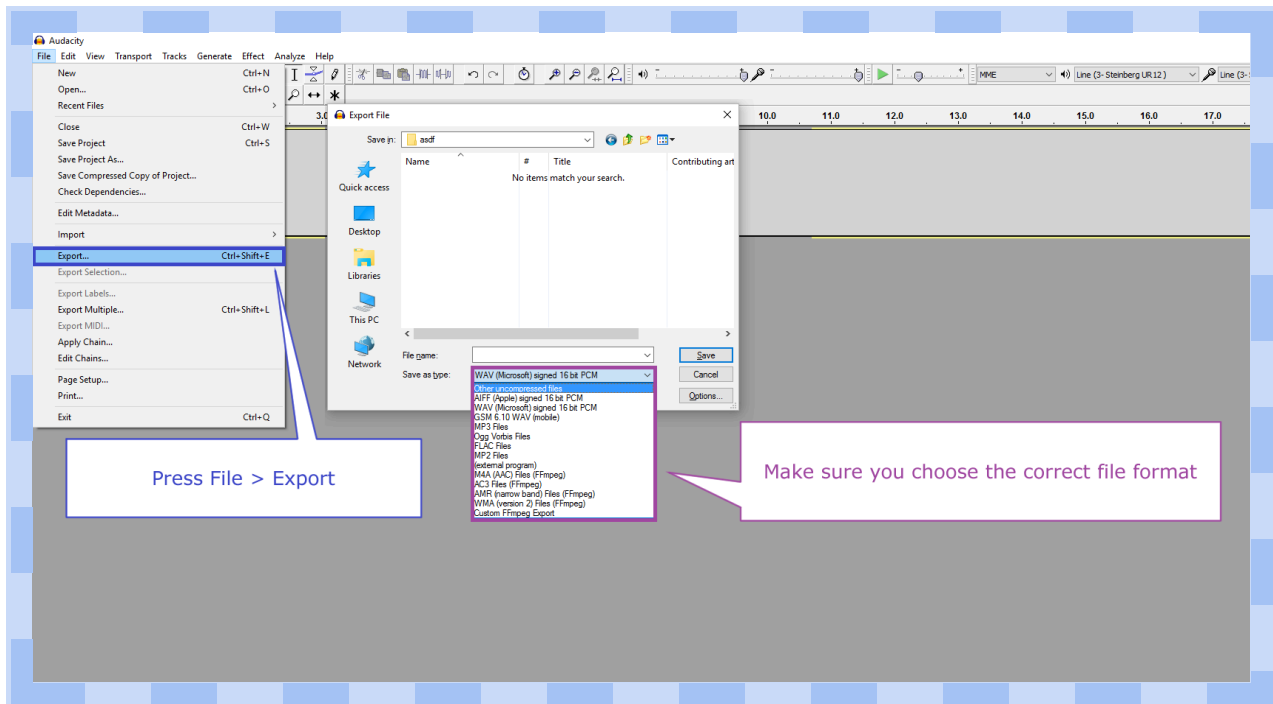 Audacity
File Edit View Transport Tracks Generate Effect Analyze Help
New Ctrl+N
Open... Ctrl+O
Recent Files >
Close Ctrl+W
Save Project Ctrl+S
Save Project As...
Save Compressed Copy of Project...
Check Dependencies...
Edit Metadata...
Import >
Export... Ctrl+Shift+E
Export Selection...
Export Labels...
Export Multiple... Ctrl+Shift+L
Export MIDI...
Apply Chain...
Edit Chains...
Page Setup...
Print...
Exit Ctrl+Q
MME Line (3- Steinberg UR12) Line (3-
3.0 10.0 11.0 12.0 13.0 14.0 15.0 16.0 17.0
Export File
Save in: asdf
Name # Title Contributing art
No items match your search.
Quick access
Desktop
Libraries
This PC
Network
File name: Save
Save as type: WAV (Microsoft) signed 16 bit PCM Cancel
Options...
Other uncompressed files
AIFF (Apple) signed 16 bit PCM
WAV (Microsoft) signed 16 bit PCM
GSM 6.10 WAV (mobile)
MP3 Files
Ogg Vorbis Files
FLAC Files
MP2 Files
(external program)
M4A (AAC) Files (FFmpeg)
AC3 Files (FFmpeg)
AMR (narrow band) Files (FFmpeg)
WMA (version 2) Files (FFmpeg)
Custom FFmpeg Export
Press File > Export
Make sure you choose the correct file format